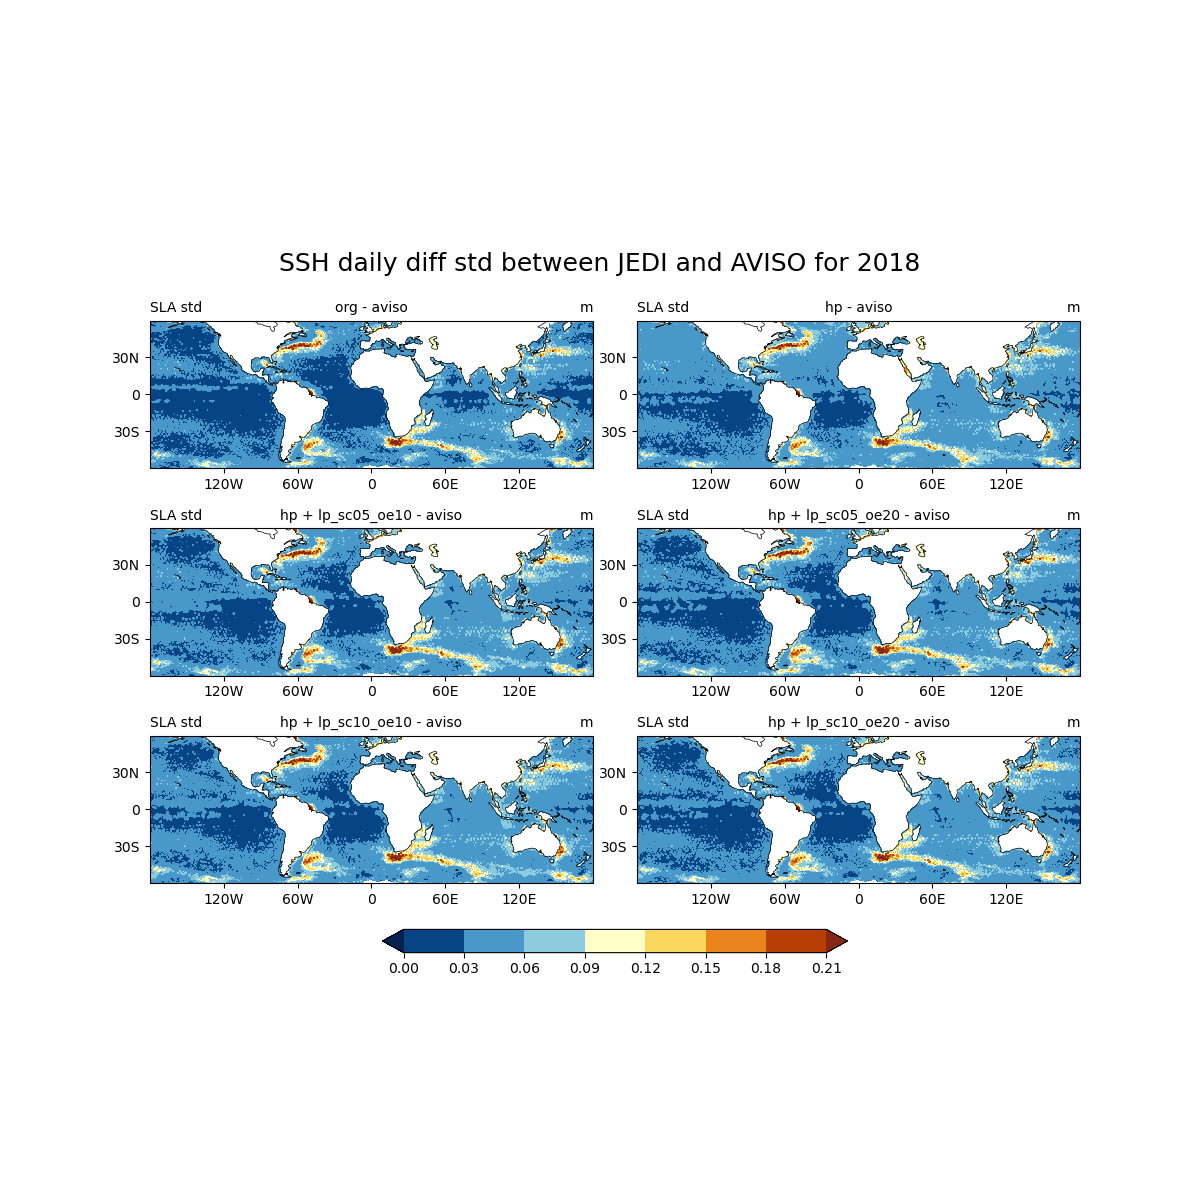 SSH daily diff std between JEDI and AVISO for 2018
SLA std org - aviso m
SLA std hp - aviso m
30N
0
30S
120W 60W 0 60E 120E
30N
0
30S
120W 60W 0 60E 120E
SLA std hp + lp_sc05_oe10 - aviso m
SLA std hp + lp_sc05_oe20 - aviso m
30N
0
30S
120W 60W 0 60E 120E
30N
0
30S
120W 60W 0 60E 120E
SLA std hp + lp_sc10_oe10 - aviso m
SLA std hp + lp_sc10_oe20 - aviso m
30N
0
30S
120W 60W 0 60E 120E
30N
0
30S
120W 60W 0 60E 120E
0.00 0.03 0.06 0.09 0.12 0.15 0.18 0.21